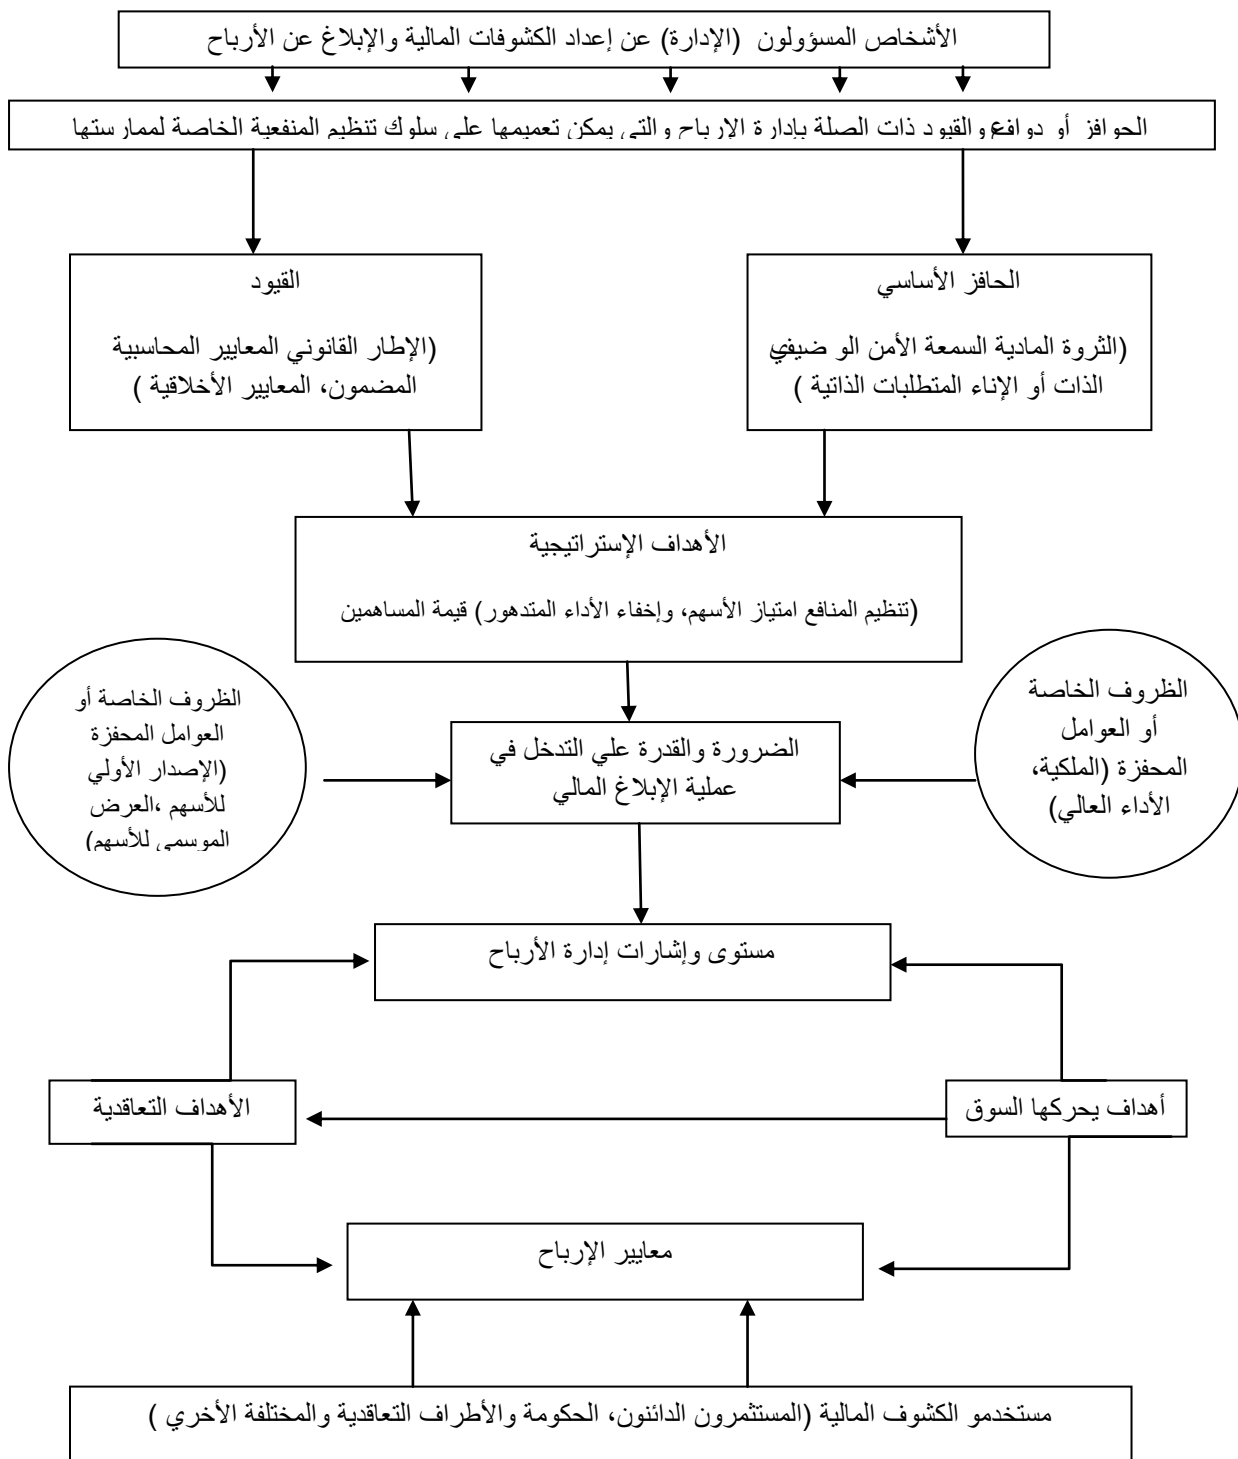 الأشخاص المسؤولون (الإدارة) عن إعداد الكشوفات المالية والإبلاغ عن الأرباح
الحوافز أو دوافع والقيود ذات الصلة بإدارة الإرباح والتي يمكن تعميمها على سلوك تنظيم المنفعية الخاصة لممارستها
الحافز الأساسي
(الثروة المادية السمعة الأمن الو ضيفي
الذات أو الإناء المتطلبات الذاتية )
القيود
(الإطار القانوني المعايير المحاسبية
المضمون، المعايير الأخلاقية )
الأهداف الإستراتيجية
(تنظيم المنافع امتياز الأسهم، وإخفاء الأداء المتدهور) قيمة المساهمين
الظروف الخاصة
أو العوامل
المحفزة (الملكية،
الأداء العالي)
الضرورة والقدرة علي التدخل في
عملية الإبلاغ المالي
الظروف الخاصة أو
العوامل المحفزة
(الإصدار الأولي
للأسهم ،العرض
الموسمي للأسهم)
مستوى وإشارات إدارة الأرباح
أهداف يحركها السوق
الأهداف التعاقدية
معايير الإرباح
مستخدمو الكشوف المالية (المستثمرون الدائنون، الحكومة والأطراف التعاقدية والمختلفة الأخري )